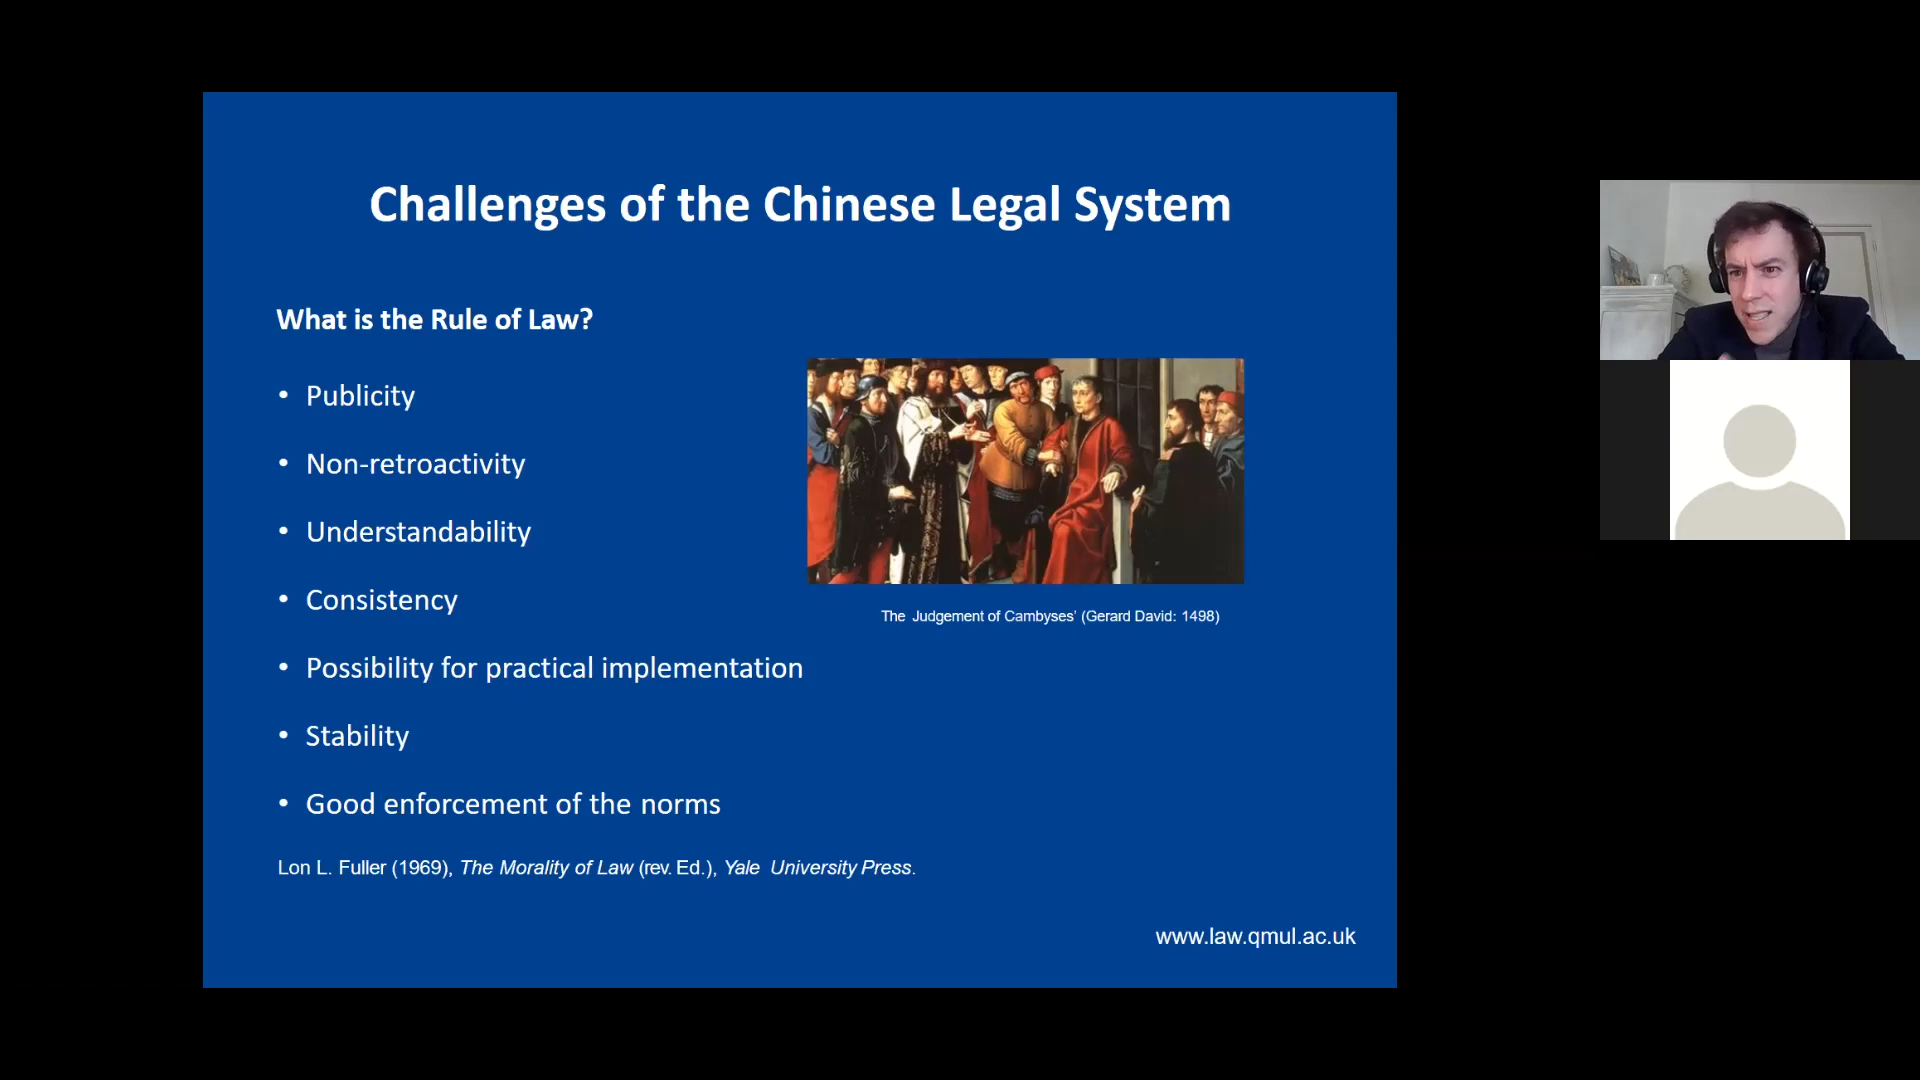 Challenges of the Chinese Legal System
What is the Rule of Law?
• Publicity
• Non-retroactivity
• Understandability
• Consistency
• Possibility for practical implementation
• Stability
• Good enforcement of the norms
The Judgement of Cambyses’ (Gerard David: 1498)
Lon L. Fuller (1969), The Morality of Law (rev. Ed.), Yale University Press.
www.law.qmul.ac.uk